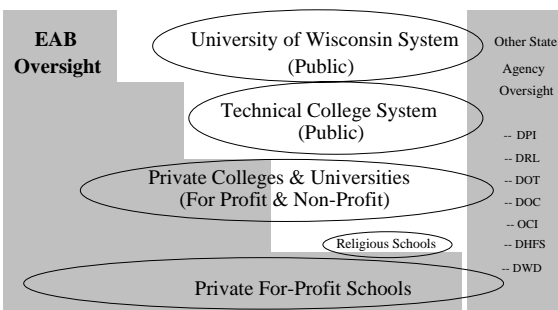 EAB
Oversight
University of Wisconsin System
(Public)
Technical College System
(Public)
Private Colleges & Universities
(For Profit & Non-Profit)
Religious Schools
Private For-Profit Schools
Other State
Agency
Oversight
-- DPI
-- DRL
-- DOT
-- DOC
-- OCI
-- DHFS
-- DWD